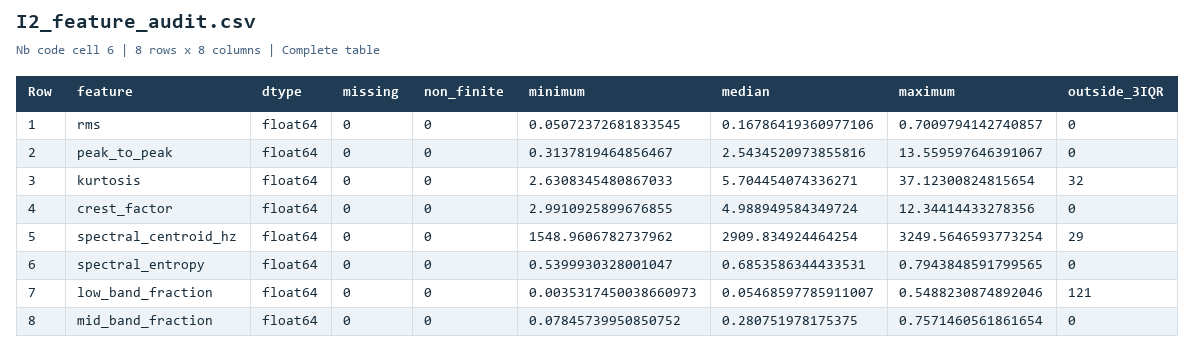 I2_feature_audit.csv
Nb code cell 6 | 8 rows x 8 columns | Complete table
Row feature dtype missing non_finite minimum median maximum outside_3IQR
1 rms float64 0 0 0.05072372681833545 0.16786419360977106 0.7009794142740857 0
2 peak_to_peak float64 0 0 0.3137819464856467 2.5434520973855816 13.559597646391067 0
3 kurtosis float64 0 0 2.6308345480867033 5.704454074336271 37.12300824815654 32
4 crest_factor float64 0 0 2.9910925899676855 4.988949584349724 12.34414433278356 0
5 spectral_centroid_hz float64 0 0 1548.9606782737962 2909.834924464254 3249.5646593773254 29
6 spectral_entropy float64 0 0 0.5399930328001047 0.6853586344433531 0.7943848591799565 0
7 low_band_fraction float64 0 0 0.0035317450038660973 0.05468597785911007 0.5488230874892046 121
8 mid_band_fraction float64 0 0 0.07845739950850752 0.280751978175375 0.7571460561861654 0